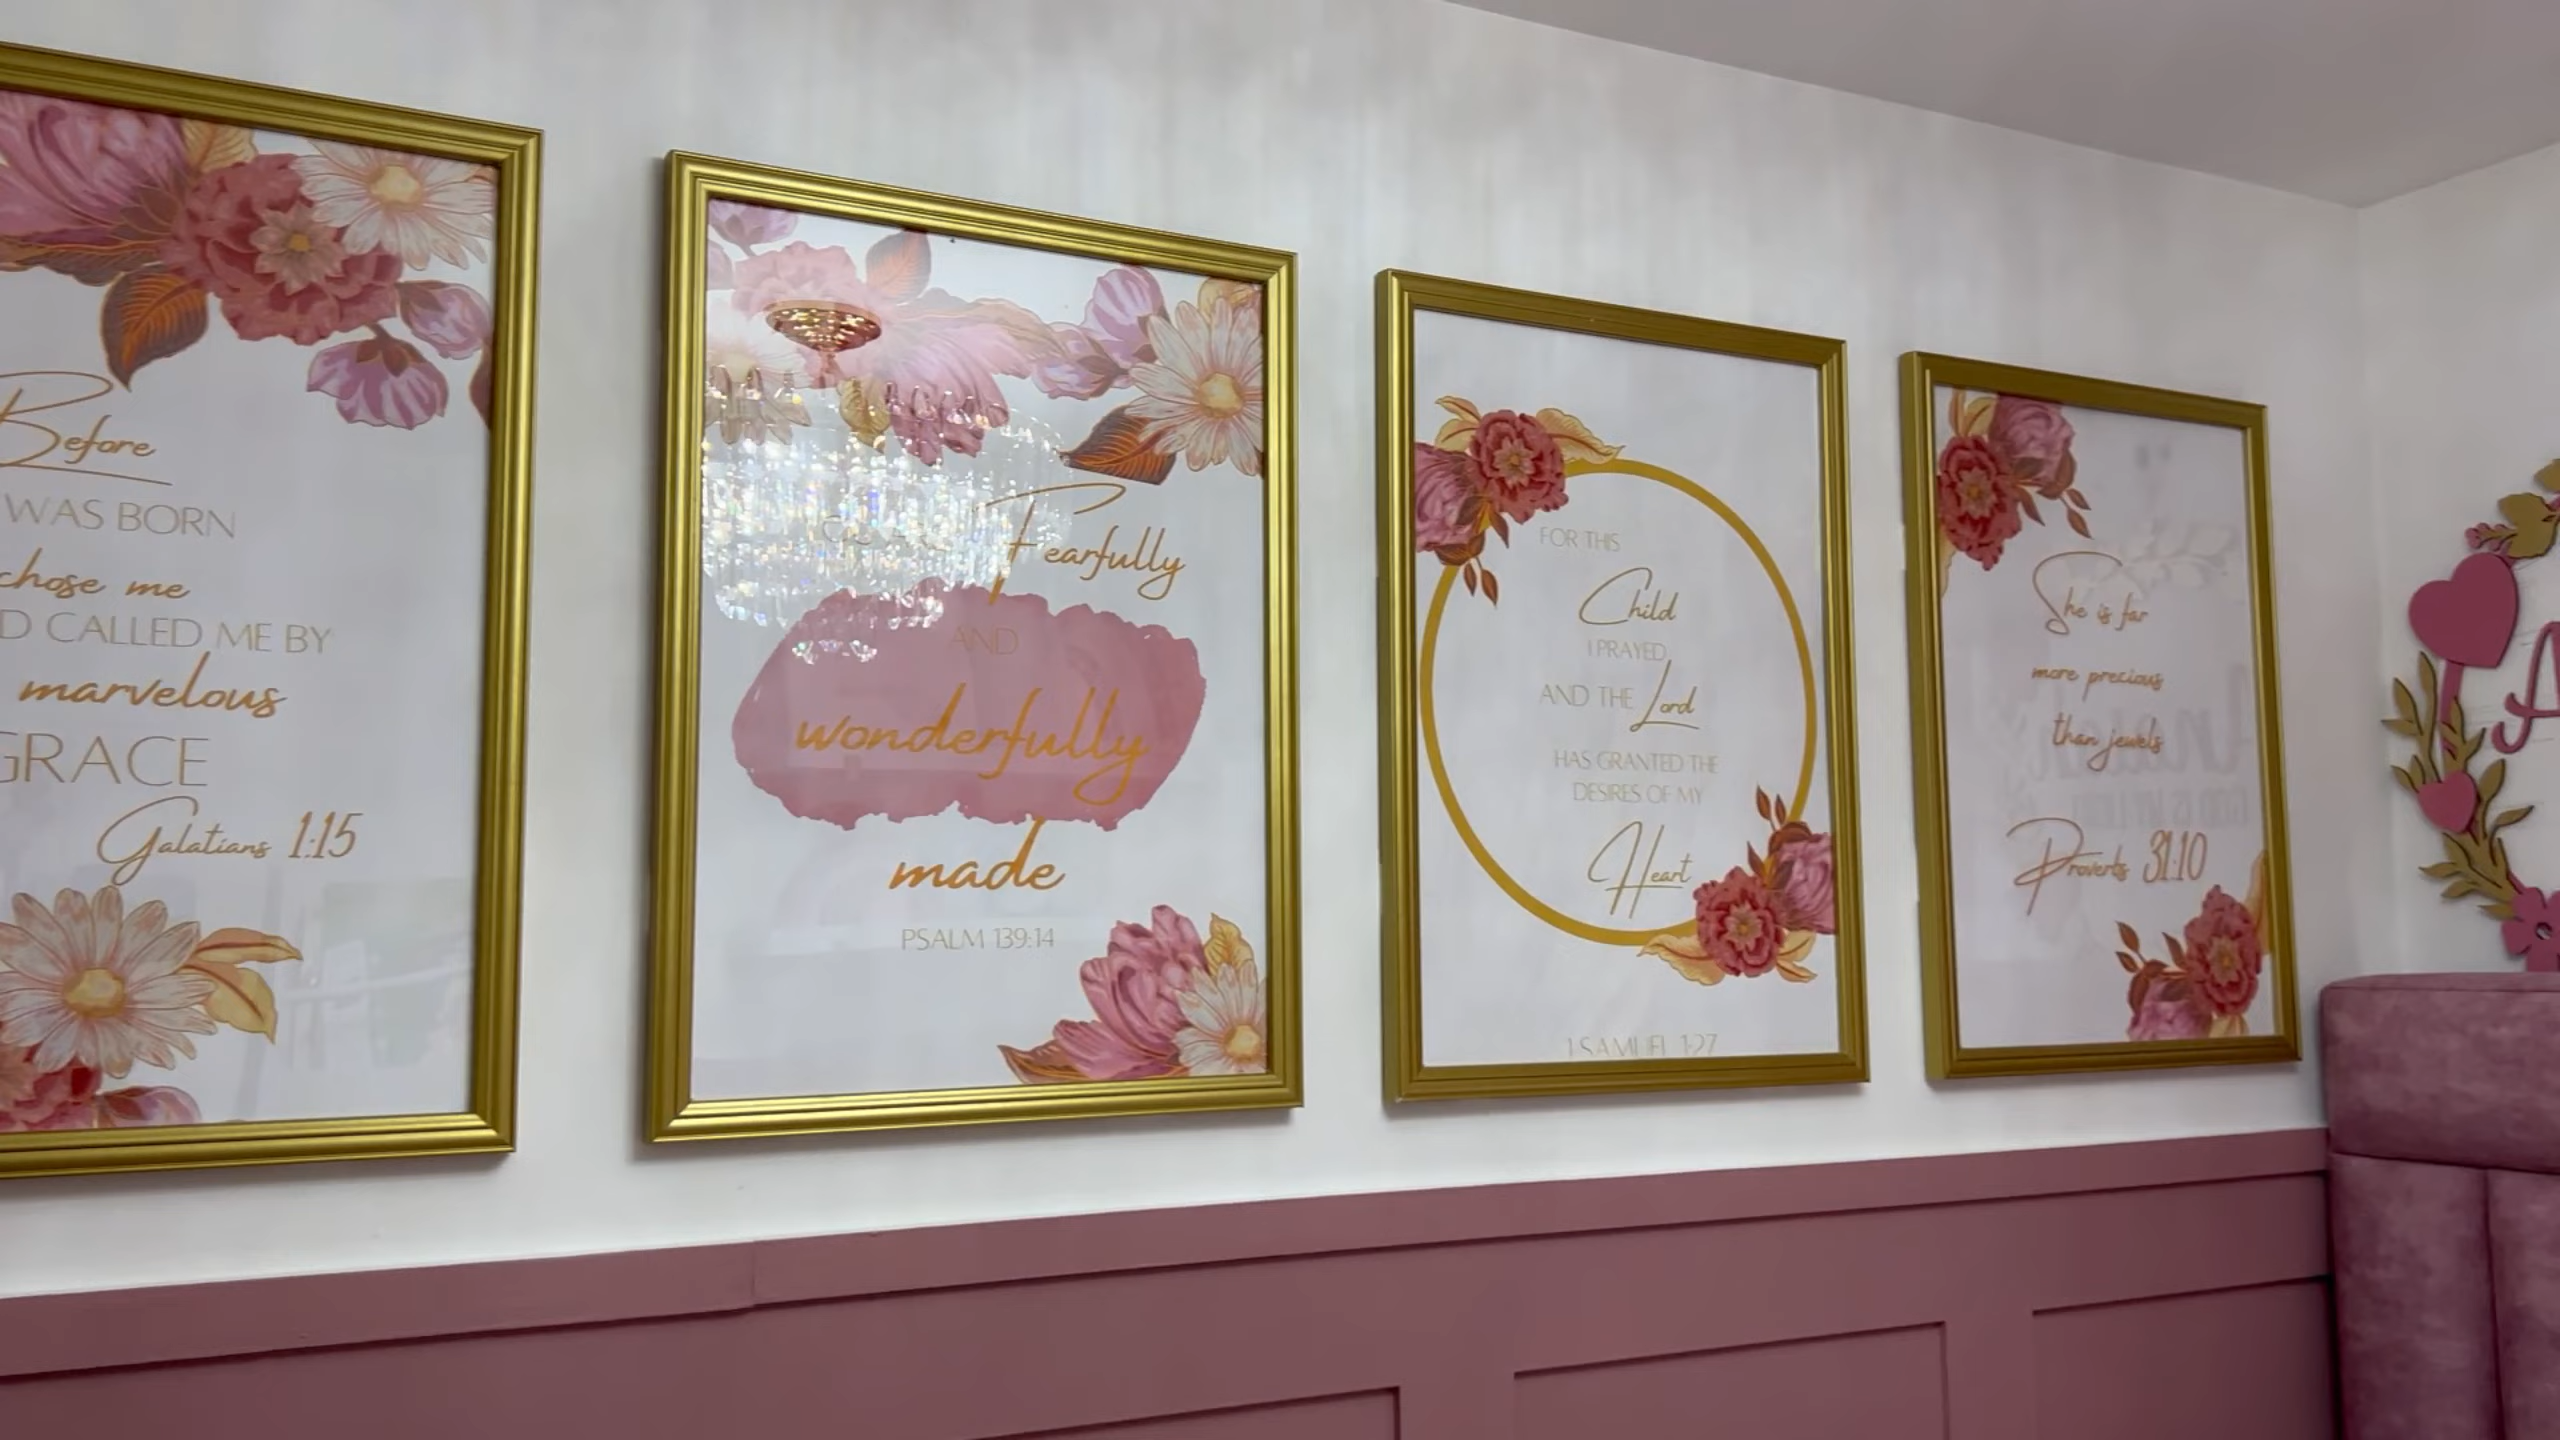 Before
WAS BORN
chose me
D CALLED ME BY
marvelous
GRACE
Galatians 1:15
Fearfully
AND
wonderfully
made
PSALM 139:14
FOR THIS
Child
I PRAYED
AND THE Lord
HAS GRANTED THE
DESIRES OF MY
Heart
1 SAMUEL 1:27
She is far
more precious
than jewels
Proverbs 31:10
A